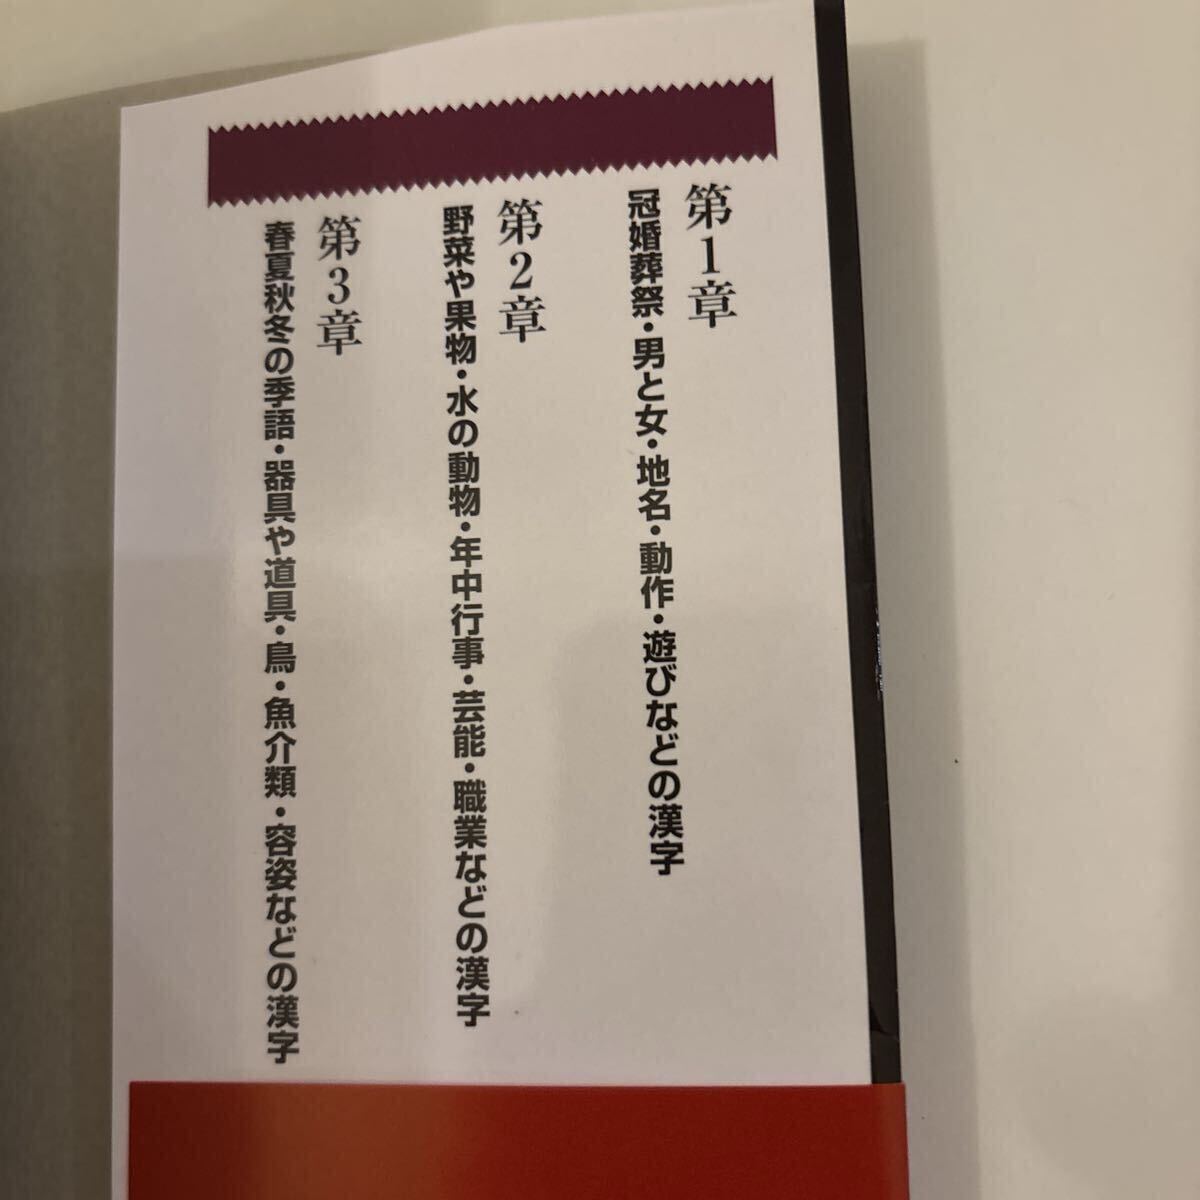 第1章
冠婚葬祭・男と女・地名・動作・遊びなどの漢字
第2章
野菜や果物・水の動物・年中行事・芸能・職業などの漢字
第3章
春夏秋冬の季語・器具や道具・鳥・魚介類・容姿などの漢字